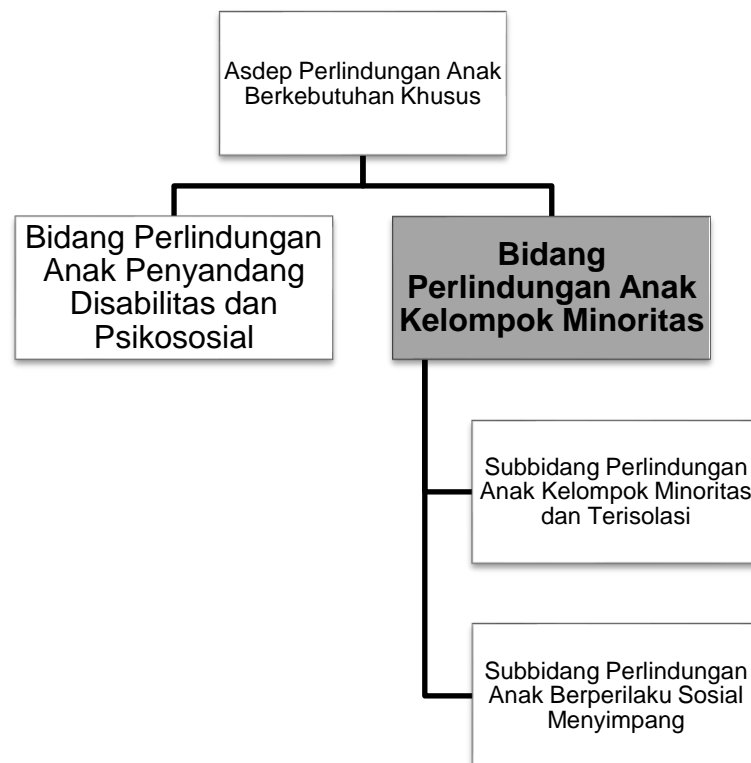 Asdep Perlindungan Anak
Berkebutuhan Khusus
Bidang Perlindungan
Anak Penyandang
Disabilitas dan
Psikososial
Bidang
Perlindungan Anak
Kelompok Minoritas
Subbidang Perlindungan
Anak Kelompok Minoritas
dan Terisolasi
Subbidang Perlindungan
Anak Berperilaku Sosial
Menyimpang